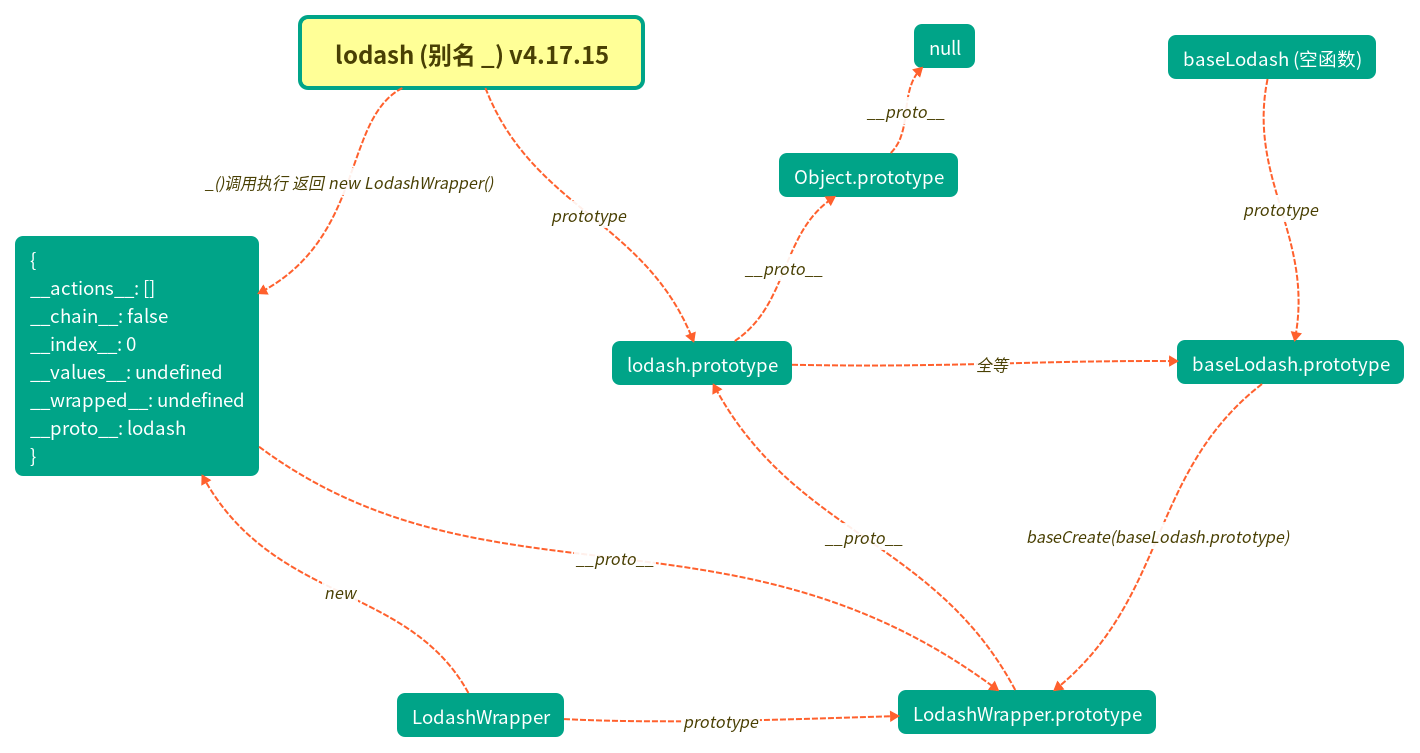 lodash (别名 _) v4.17.15
null
baseLodash (空函数)
__proto__
Object.prototype
_()调用执行 返回 new LodashWrapper()
prototype
prototype
__proto__
{
__actions__: []
__chain__: false
__index__: 0
__values__: undefined
__wrapped__: undefined
__proto__: lodash
}
lodash.prototype
全等
baseLodash.prototype
__proto__
baseCreate(baseLodash.prototype)
__proto__
new
LodashWrapper
prototype
LodashWrapper.prototype